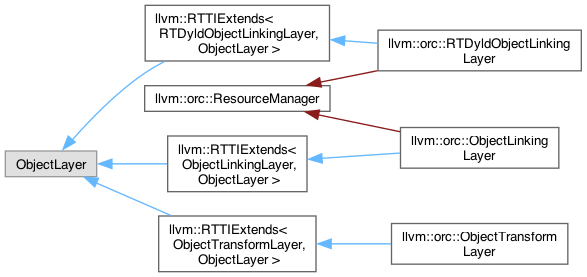 ObjectLayer
llvm::RTTIExtends<
RTDyldObjectLinkingLayer,
ObjectLayer >
llvm::orc::ResourceManager
llvm::RTTIExtends<
ObjectLinkingLayer,
ObjectLayer >
llvm::RTTIExtends<
ObjectTransformLayer,
ObjectLayer >
llvm::orc::RTDyldObjectLinking
Layer
llvm::orc::ObjectLinking
Layer
llvm::orc::ObjectTransform
Layer